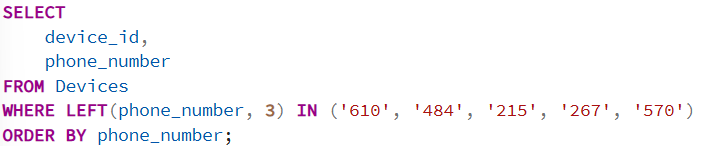 SELECT
    device_id,
    phone_number
FROM Devices
WHERE LEFT(phone_number, 3) IN ('610', '484', '215', '267', '570')
ORDER BY phone_number;